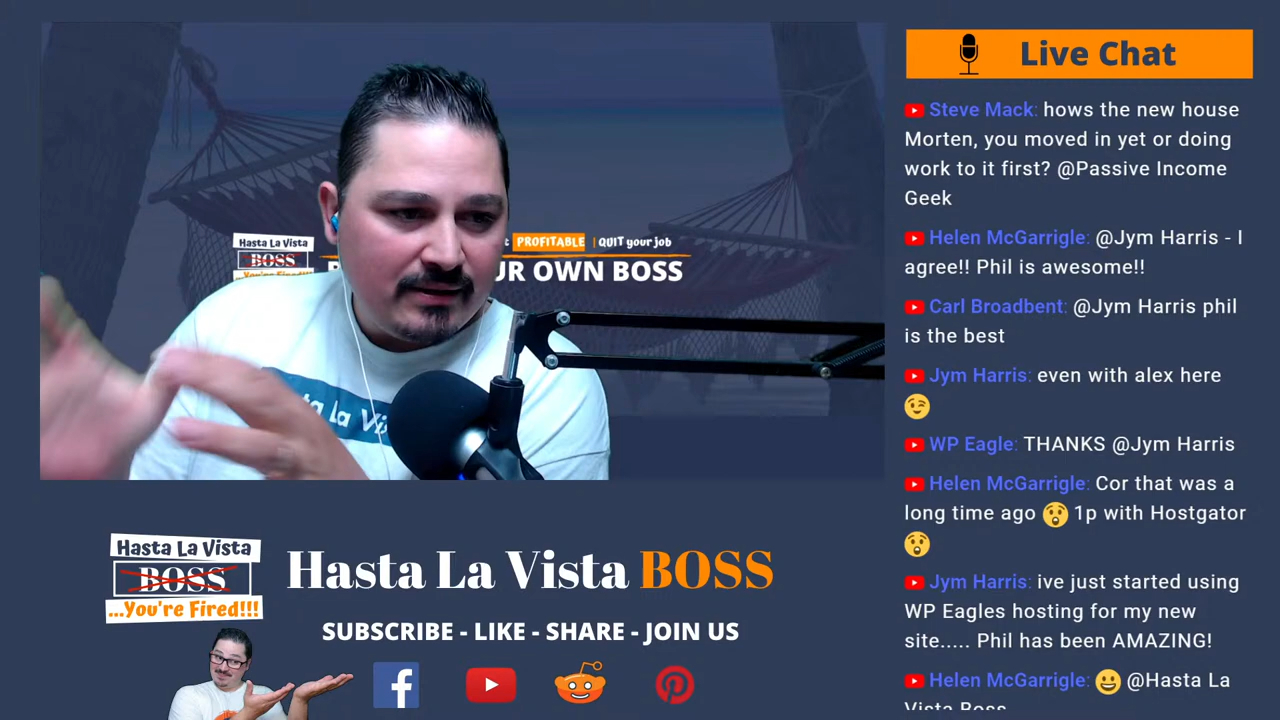 Hasta La Vista
BOSS
PROFITABLE | QUIT your job
UR OWN BOSS
ta La Vi
Hasta La Vista
BOSS
...You're Fired!!!
Hasta La Vista BOSS
SUBSCRIBE - LIKE - SHARE - JOIN US
Live Chat
Steve Mack: hows the new house
Morten, you moved in yet or doing
work to it first? @Passive Income
Geek
Helen McGarrigle: @Jym Harris - I
agree!! Phil is awesome!!
Carl Broadbent: @Jym Harris phil
is the best
Jym Harris: even with alex here
😉
WP Eagle: THANKS @Jym Harris
Helen McGarrigle: Cor that was a
long time ago 😲 1p with Hostgator
😲
Jym Harris: ive just started using
WP Eagles hosting for my new
site..... Phil has been AMAZING!
Helen McGarrigle: 😀 @Hasta La
Vista Boss